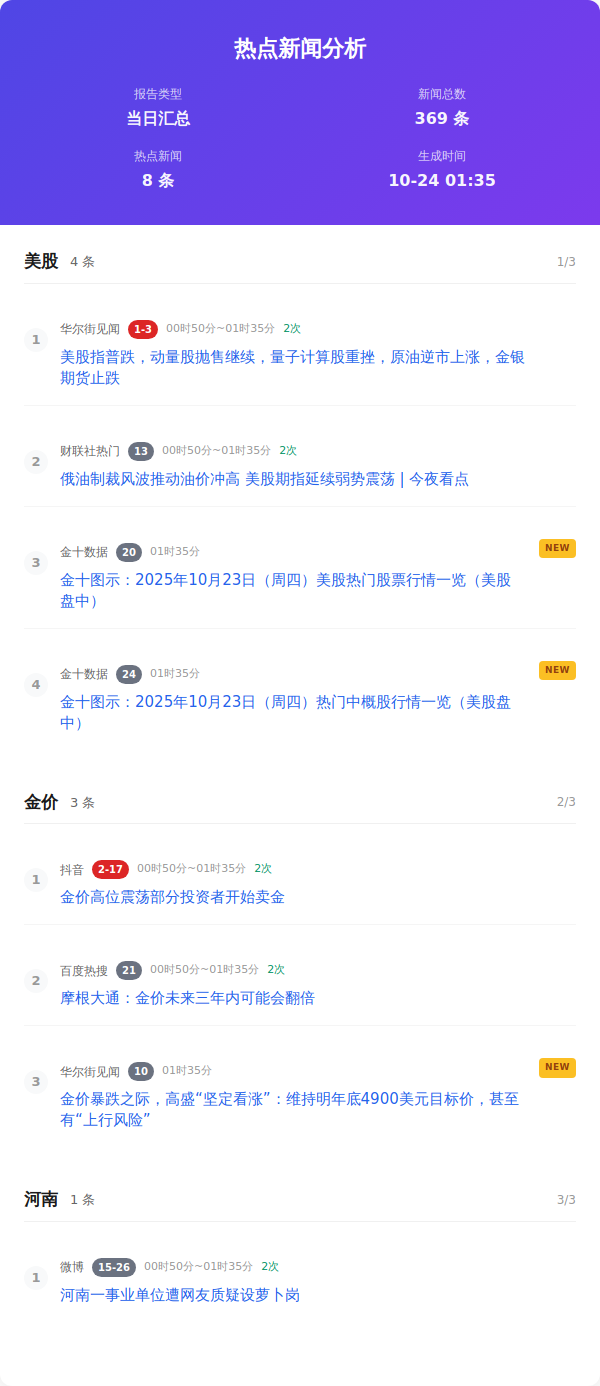 热点新闻分析
报告类型
当日汇总
新闻总数
369 条
热点新闻
8 条
生成时间
10-24 01:35
美股 4 条 1/3
1 华尔街见闻 1-3 00时50分~01时35分 2次
美股指普跌，动量股抛售继续，量子计算股重挫，原油逆市上涨，金银
期货止跌
2 财联社热门 13 00时50分~01时35分 2次
俄油制裁风波推动油价冲高 美股期指延续弱势震荡 | 今夜看点
3 金十数据 20 01时35分 NEW
金十图示：2025年10月23日（周四）美股热门股票行情一览（美股
盘中）
4 金十数据 24 01时35分 NEW
金十图示：2025年10月23日（周四）热门中概股行情一览（美股盘
中）
金价 3 条 2/3
1 抖音 2-17 00时50分~01时35分 2次
金价高位震荡部分投资者开始卖金
2 百度热搜 21 00时50分~01时35分 2次
摩根大通：金价未来三年内可能会翻倍
3 华尔街见闻 10 01时35分 NEW
金价暴跌之际，高盛“坚定看涨”：维持明年底4900美元目标价，甚至
有“上行风险”
河南 1 条 3/3
1 微博 15-26 00时50分~01时35分 2次
河南一事业单位遭网友质疑设萝卜岗